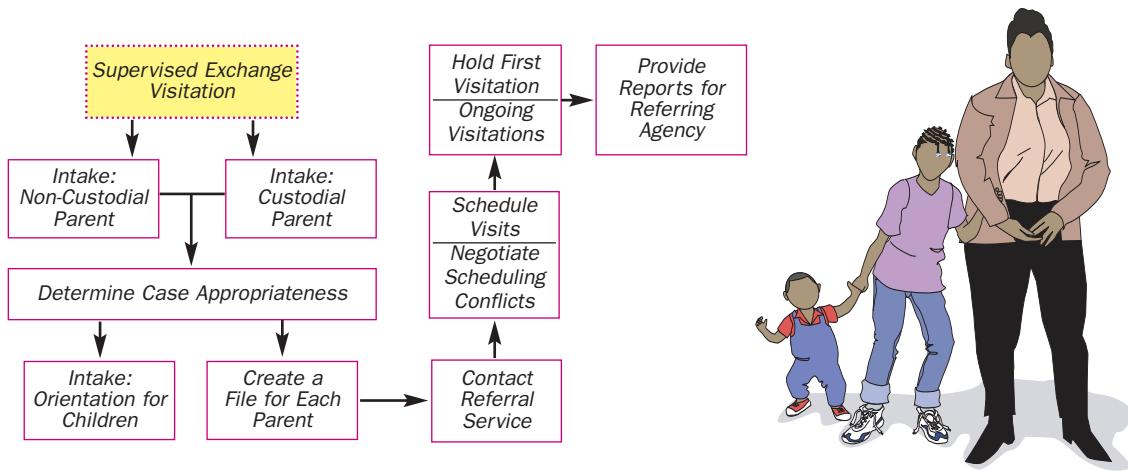 Supervised Exchange
Visitation
Intake:
Non-Custodial
Parent
Intake:
Custodial
Parent
Determine Case Appropriateness
Intake:
Orientation for
Children
Create a
File for Each
Parent
Contact
Referral
Service
Schedule
Visits
Negotiate
Scheduling
Conflicts
Hold First
Visitation
Ongoing
Visitations
Provide
Reports for
Referring
Agency